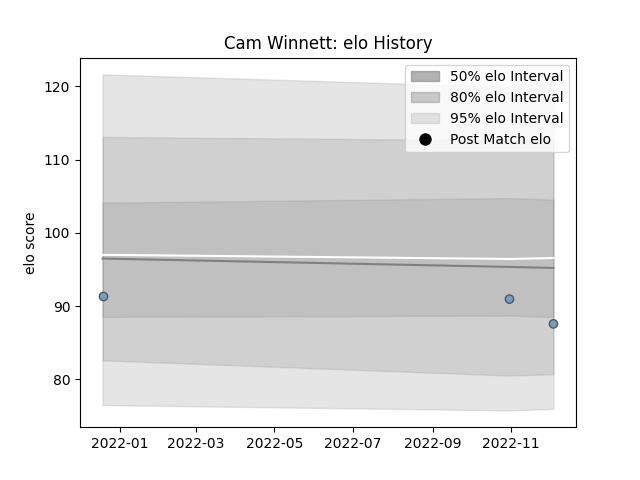 Cam Winnett: elo History
50% elo Interval
80% elo Interval
95% elo Interval
Post Match elo
elo score
120
110
100
90
80
2022-01 2022-03 2022-05 2022-07 2022-09 2022-11